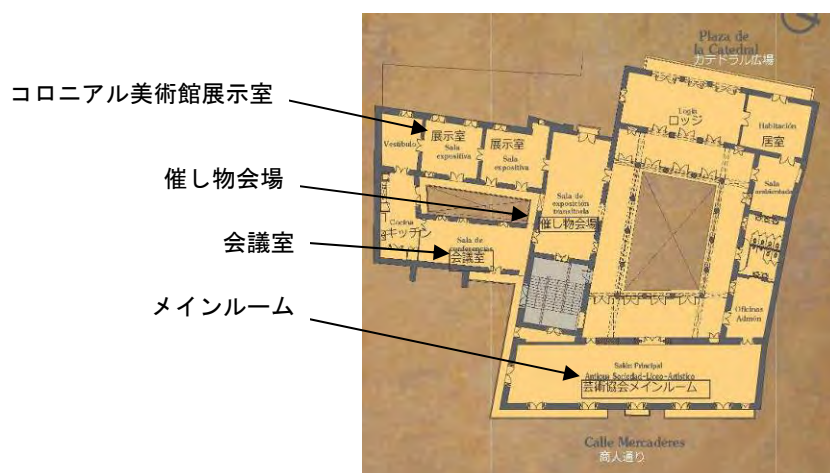 コロニアル美術館展示室
催し物会場
会議室
メインルーム
Plaza de
la Catedral
カテドラル広場
Logia
ロッジ
Habitación
居室
Vestíbulo
展示室
Sala
expositiva
展示室
Sala
expositiva
Sala
ambientada
Sala de
exposición
transitoria
催し物会場
Cocina
キッチン
Sala de
conferencias
会議室
Oficinas
Admón
Salón Principal
Antigua Sociedad-Liceo-Artístico
芸術協会メインルーム
Calle Mercaderes
商人通り